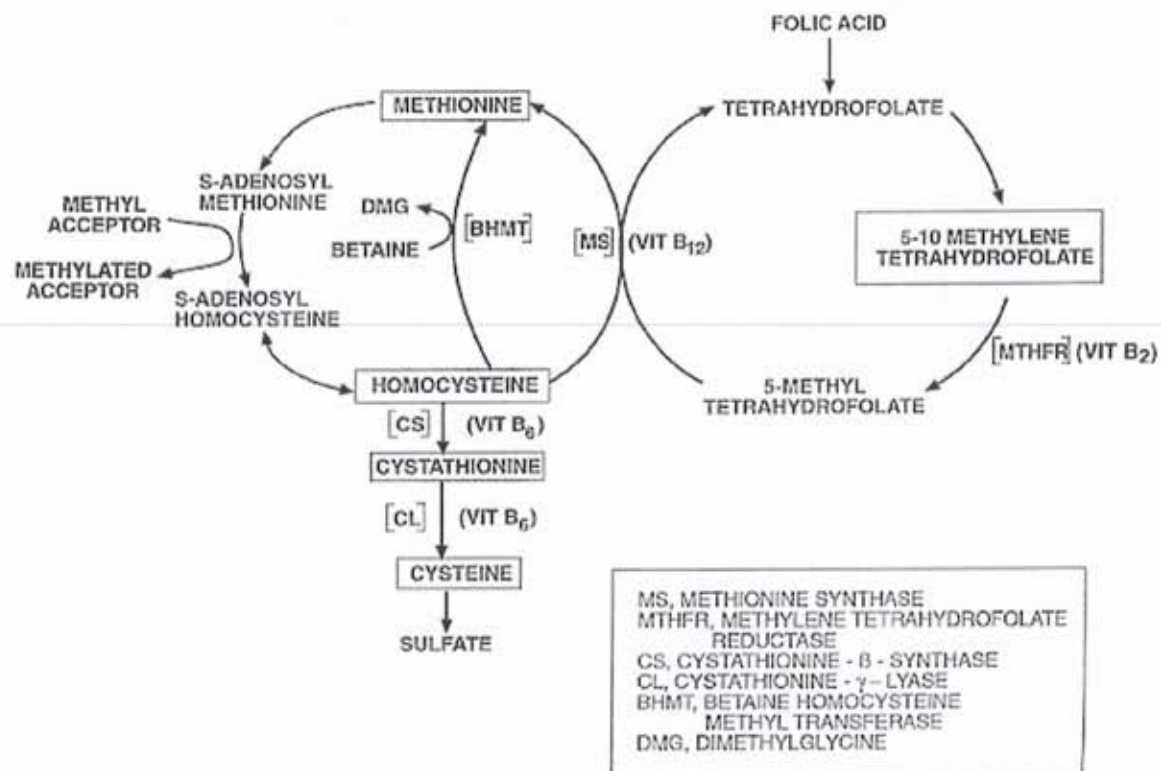 FOLIC ACID
METHIONINE
TETRAHYDROFOLATE
S-ADENOSYL
METHIONINE
METHYL
ACCEPTOR
DMG
BETAINE
[BHMT]
[MS] (VIT B12)
5-10 METHYLENE
TETRAHYDROFOLATE
METHYLATED
ACCEPTOR
S-ADENOSYL
HOMOCYSTEINE
[MTHFR] (VIT B2)
HOMOCYSTEINE
5-METHYL
TETRAHYDROFOLATE
[CS] (VIT B6)
CYSTATHIONINE
[CL] (VIT B6)
CYSTEINE
SULFATE
MS, METHIONINE SYNTHASE
MTHFR, METHYLENE TETRAHYDROFOLATE
REDUCTASE
CS, CYSTATHIONINE - ß - SYNTHASE
CL, CYSTATHIONINE - γ - LYASE
BHMT, BETAINE HOMOCYSTEINE
METHYL TRANSFERASE
DMG, DIMETHYLGLYCINE